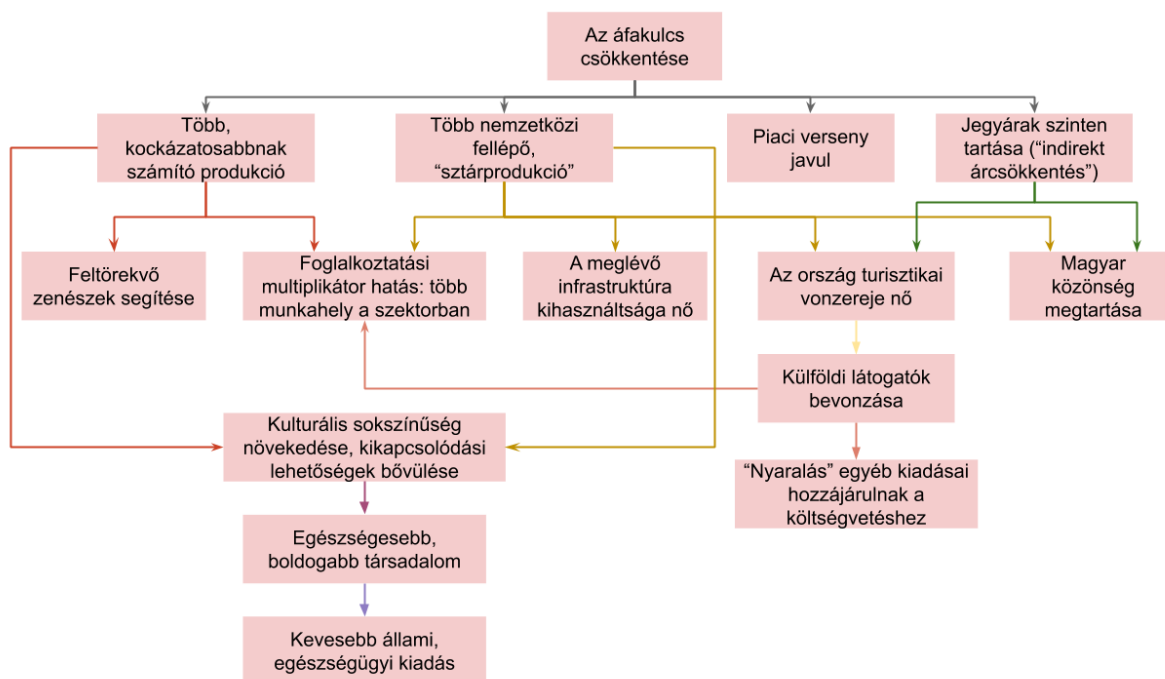 Az áfakulcs
csökkentése
Több,
kockázatosabbnak
számító produkció
Több nemzetközi
fellépő,
“sztárprodukció”
Piaci verseny
javul
Jegyárak szinten
tartása (“indirekt
árcsökkentés”)
Feltörekvő
zenészek segítése
Foglalkoztatási
multiplikátor hatás: több
munkahely a szektorban
A meglévő
infrastruktúra
kihasználtsága nő
Az ország turisztikai
vonzereje nő
Magyar
közönség
megtartása
Külföldi látogatók
bevonzása
Kulturális sokszínűség
növekedése, kikapcsolódási
lehetőségek bővülése
“Nyaralás” egyéb kiadásai
hozzájárulnak a
költségvetéshez
Egészségesebb,
boldogabb társadalom
Kevesebb állami,
egészségügyi kiadás